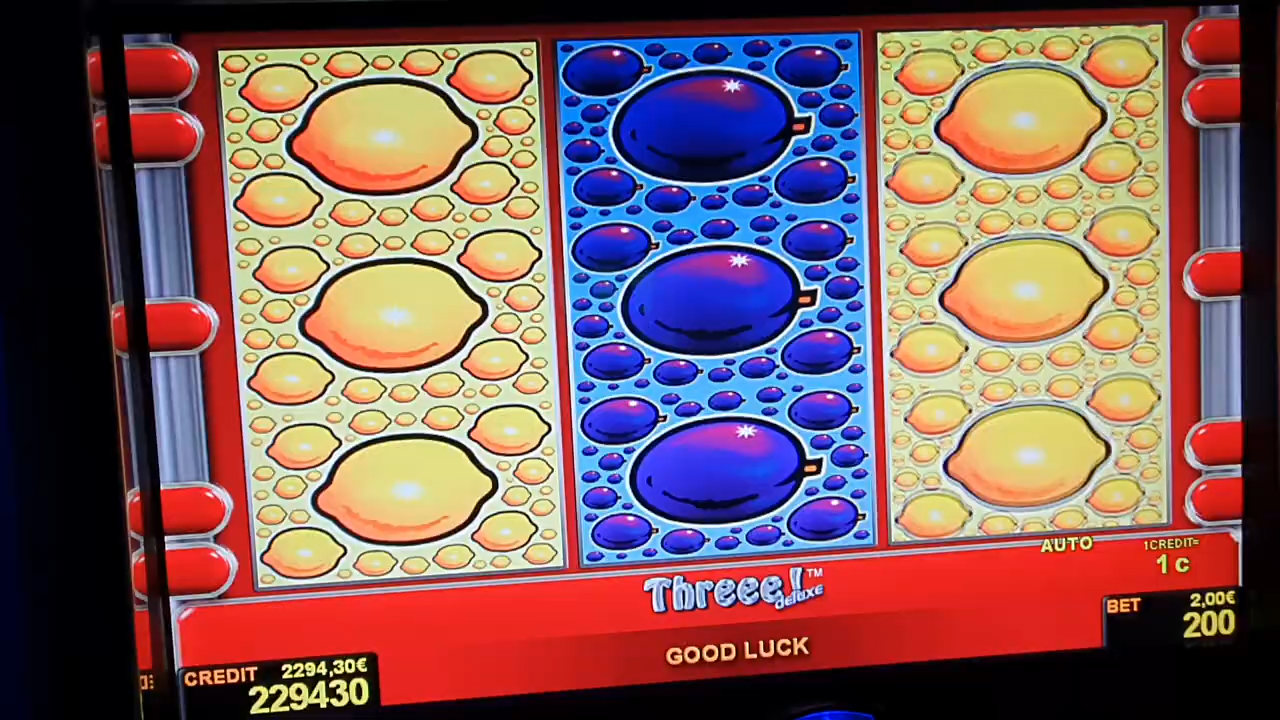 AUTO
1CREDIT=
1 c
Threee!™
deluxe
BET
2,00€
200
GOOD LUCK
CREDIT
2294,30€
229430